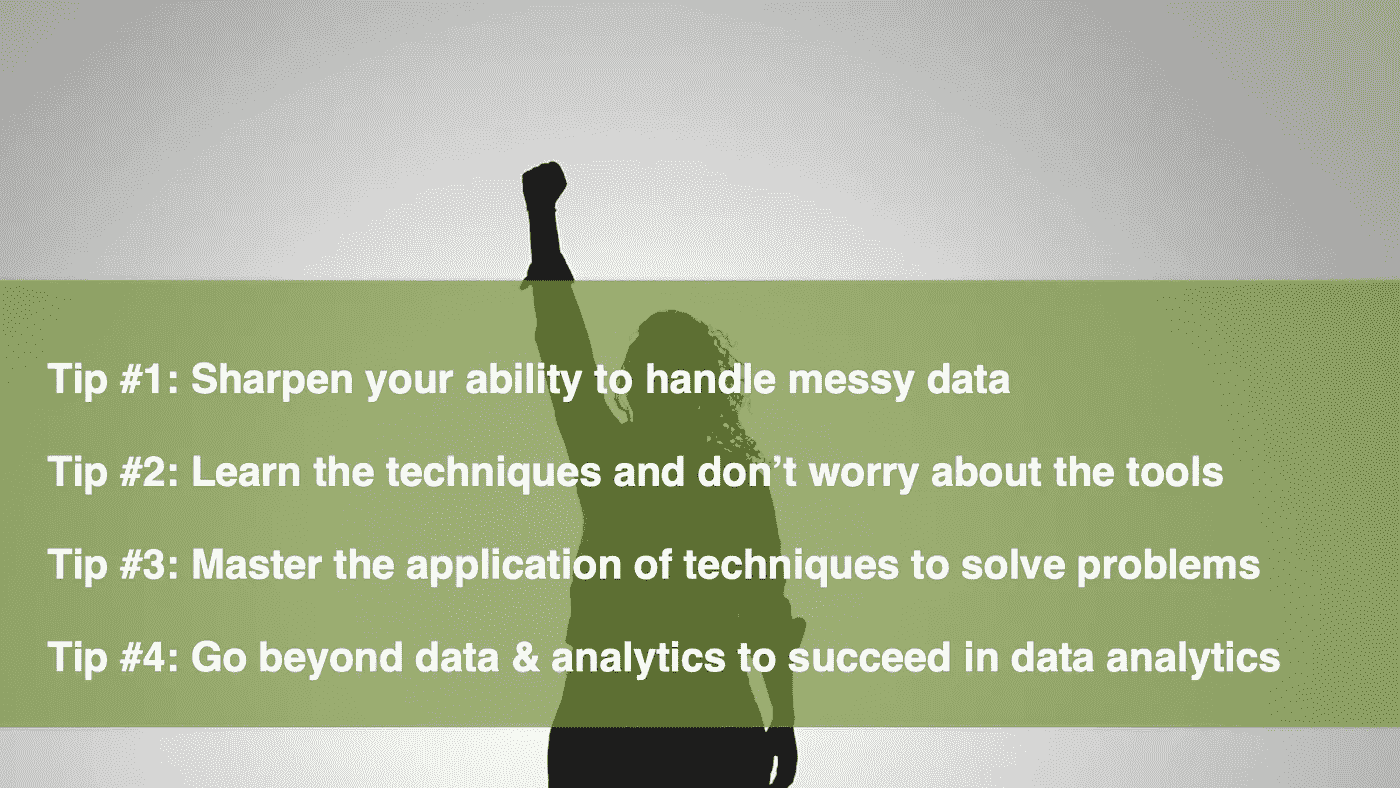 Tip #1: Sharpen your ability to handle messy data
Tip #2: Learn the techniques and don’t worry about the tools
Tip #3: Master the application of techniques to solve problems
Tip #4: Go beyond data & analytics to succeed in data analytics